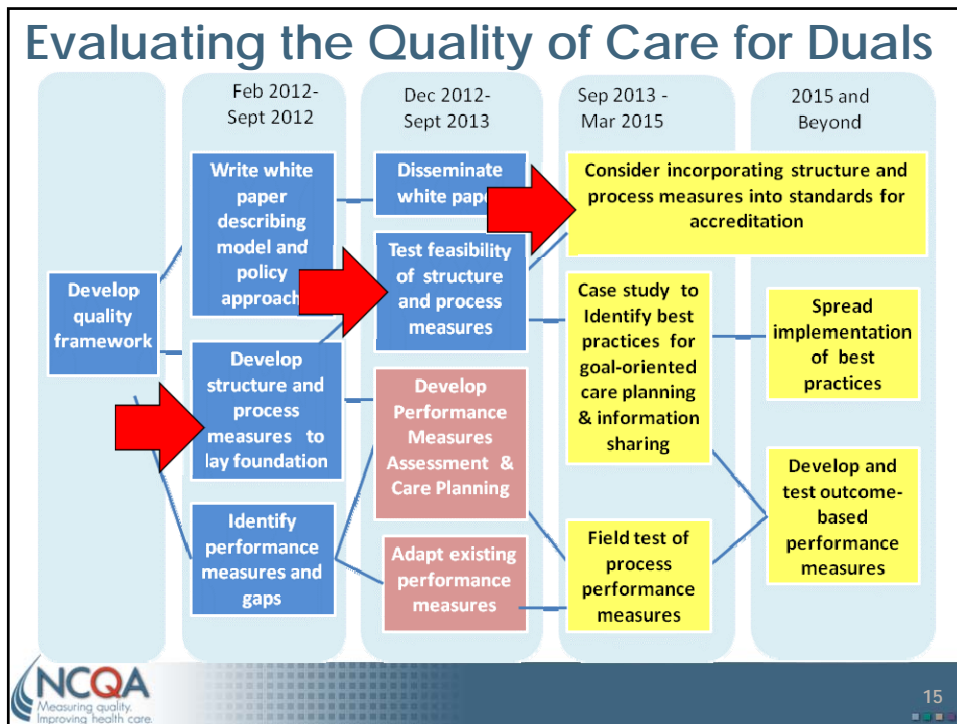 Evaluating the Quality of Care for Duals
Feb 2012-
Sept 2012
Dec 2012-
Sept 2013
Sep 2013 -
Mar 2015
2015 and
Beyond
Develop
quality
framework
Write white
paper
describing
model and
policy
approach
Develop
structure and
process
measures to
lay foundation
Identify
performance
measures and
gaps
Disseminate
white pape
Test feasibility
of structure
and process
measures
Develop
Performance
Measures
Assessment &
Care Planning
Adapt existing
performance
measures
Consider incorporating structure and
process measures into standards for
accreditation
Case study to
Identify best
practices for
goal-oriented
care planning
& information
sharing
Field test of
process
performance
measures
Spread
implementation
of best
practices
Develop and
test outcome-
based
performance
measures
NCQA
Measuring quality.
Improving health care.
15